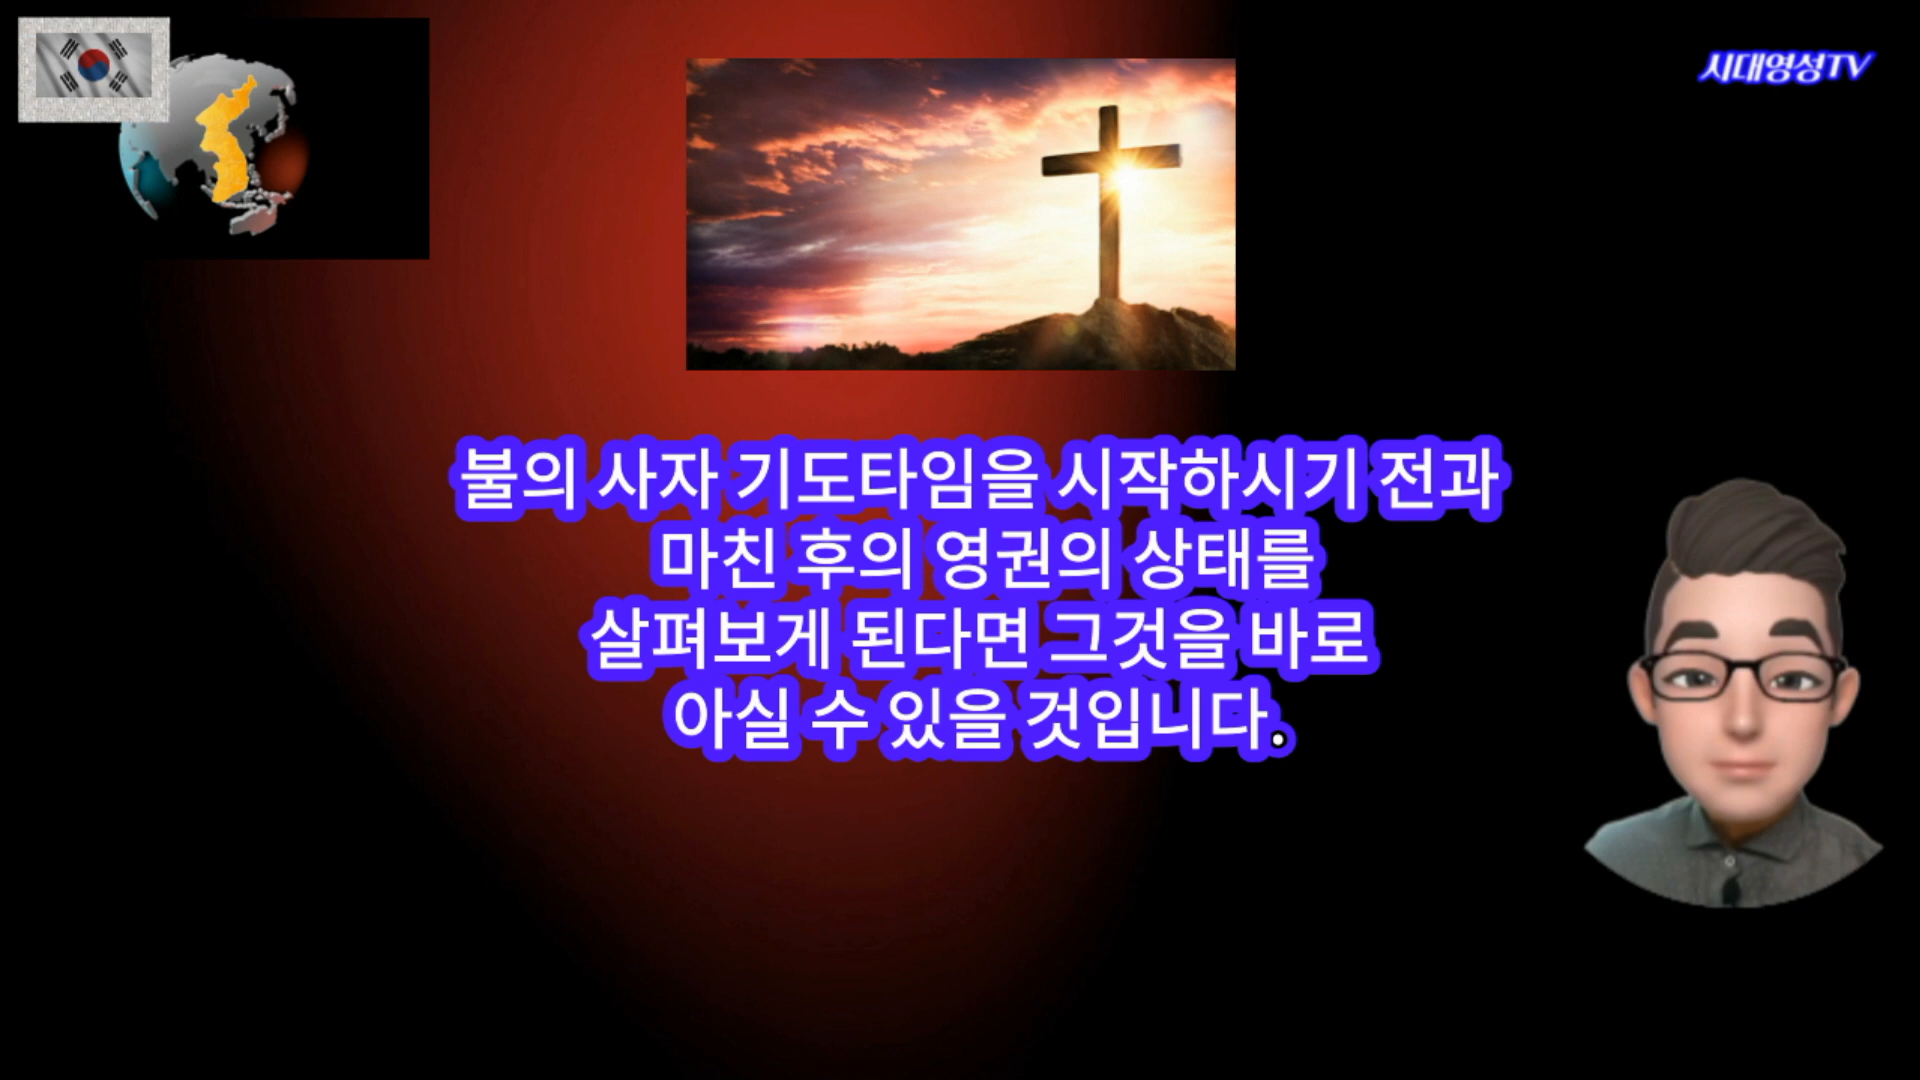 시대영성TV
불의 사자 기도타임을 시작하시기 전과
마친 후의 영권의 상태를
살펴보게 된다면 그것을 바로
아실 수 있을 것입니다.